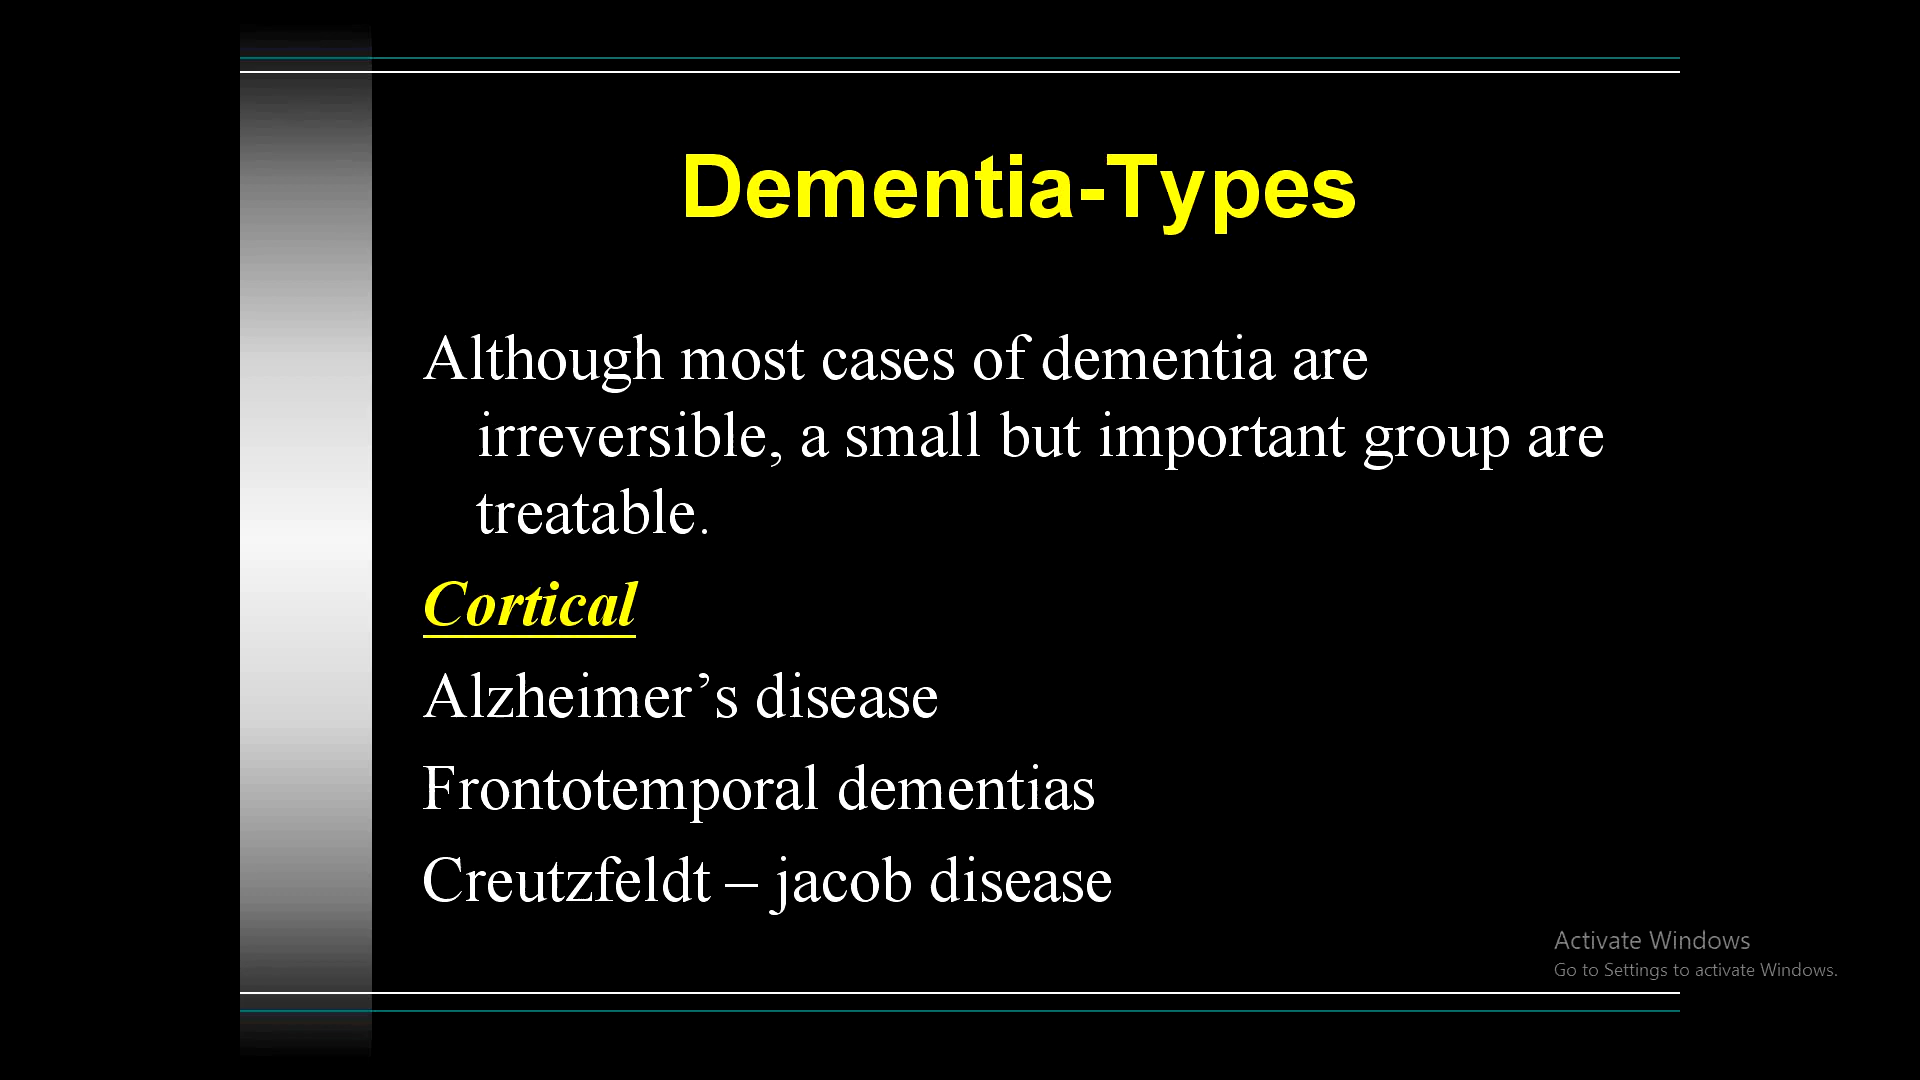 Dementia-Types
Although most cases of dementia are
irreversible, a small but important group are
treatable.
Cortical
Alzheimer’s disease
Frontotemporal dementias
Creutzfeldt – jacob disease
Activate Windows
Go to Settings to activate Windows.